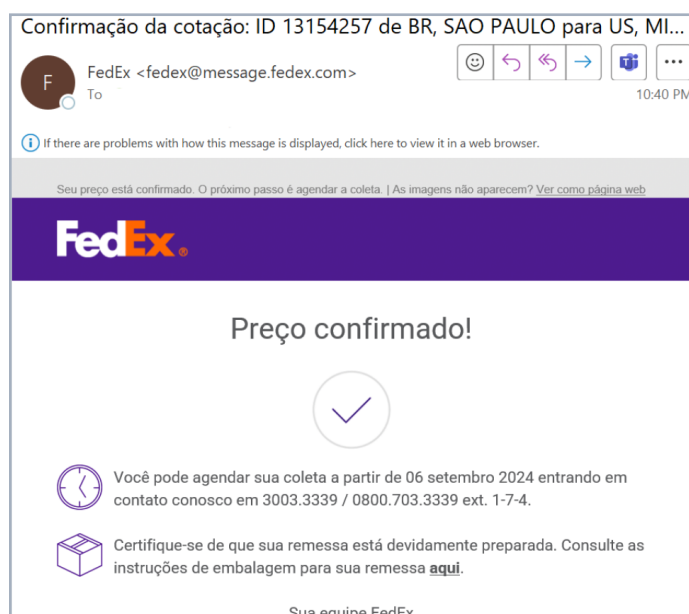 Confirmação da cotação: ID 13154257 de BR, SAO PAULO para US, MI...
F
FedEx <fedex@message.fedex.com>
To
10:40 PM
If there are problems with how this message is displayed, click here to view it in a web browser.
Seu preço está confirmado. O próximo passo é agendar a coleta. | As imagens não aparecem? Ver como página web
FedEx®
Preço confirmado!
Você pode agendar sua coleta a partir de 06 setembro 2024 entrando em
contato conosco em 3003.3339 / 0800.703.3339 ext. 1-7-4.
Certifique-se de que sua remessa está devidamente preparada. Consulte as
instruções de embalagem para sua remessa aqui.
Sua equipe FedEx